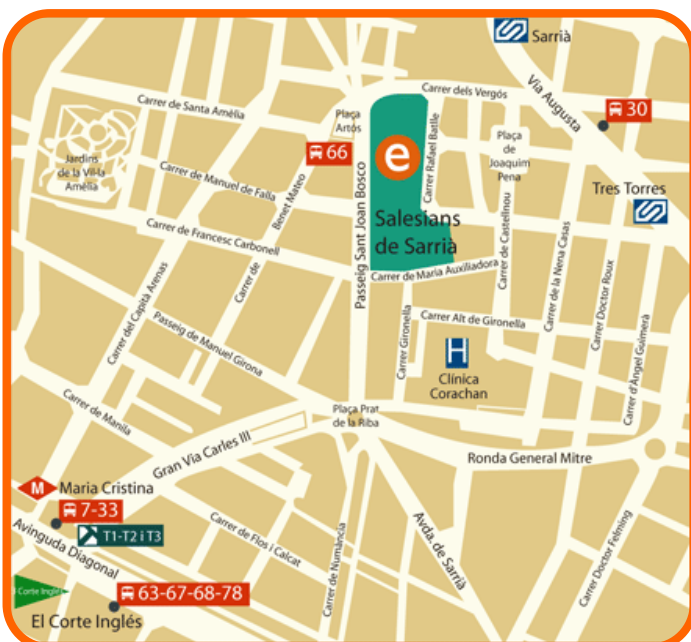 Sarrià
Carrer dels Vergós
Via Augusta
30
Carrer de Santa Amèlia
Plaça
Artós
66
e
Carrer Rafael Batlle
Plaça
de
Joaquim
Pena
Jardins
de la Vil·la
Amèlia
Carrer de Manuel de Falla
Benet Mateo
Carrer de
Tres Torres
Salesians
de Sarrià
Passeig Sant Joan Bosco
Carrer de Castellnou
Carrer de la Nena Casas
Carrer de Francesc Carbonell
Carrer de Maria Auxiliadora
Carrer Doctor Roux
Carrer d'Àngel Guimerà
Carrer del Capità Arenas
Passeig de Manuel Girona
Carrer Gironella
Carrer Alt de Gironella
H
Clínica
Corachan
Carrer de Manila
Plaça Prat
de la Riba
Gran Via Carles III
Ronda General Mitre
M
Maria Cristina
7-33
T1-T2 i T3
Avinguda Diagonal
Carrer de Flos i Calcat
Carrer de Numància
Avda. de Sarrià
Carrer Doctor Felming
El Corte Inglés
63-67-68-78
El Corte Inglés